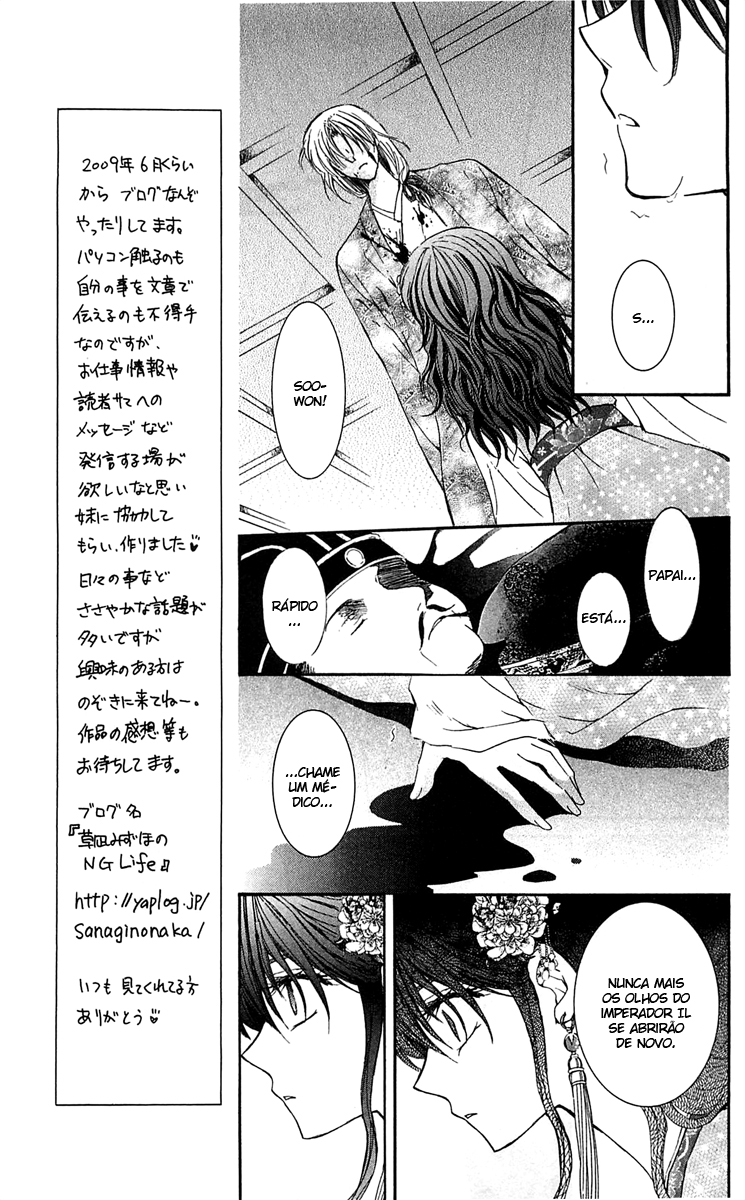 S...
SOO-
WON!
PAPAI...
ESTÁ...
RÁPIDO
...
...CHAME
UM MÉ-
DICO...
NUNCA MAIS
OS OLHOS DO
IMPERADOR IL
SE ABRIRÃO
DE NOVO.
2009年6月くらい
から ブログなんぞ
やったりしてます。
パソコン触るのも
自分の事を文章で
伝えるのも不得手
なのですが、
お仕事情報や
読者サマへの
メッセージなど
発信する場が
欲しいなと思い
妹に協力して
もらい、作りました♥
日々の事など
ささやかな話題が
多いですが
興味のある方は
のぞきに来てねー。
作品の感想等も
お待ちしてます。
ブログ名
『草凪みずほの
NG Life』
http://yaplog.jp/
sanaginonaka/
いつも見てくれてる方
ありがとう♥